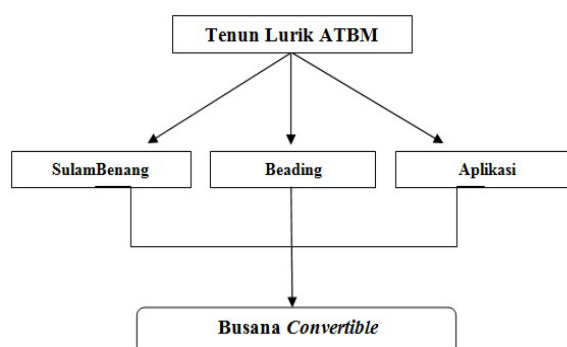 Tenun Lurik ATBM
SulamBenang
Beading
Aplikasi
Busana Convertible